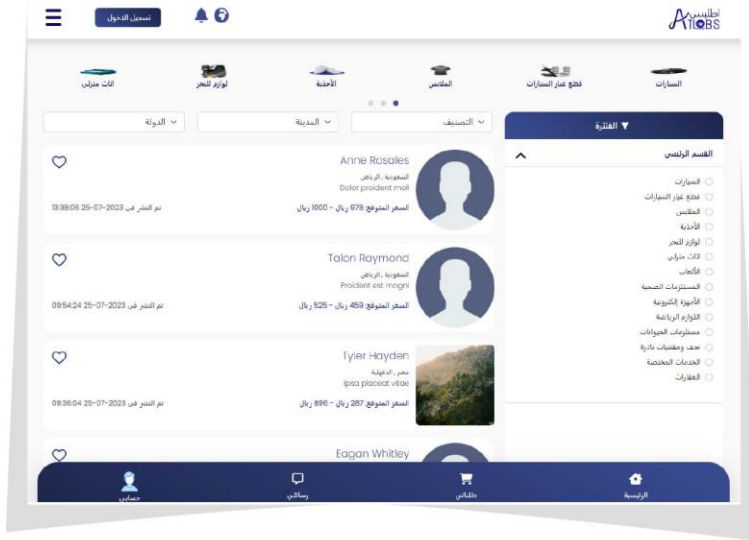 أطلس
ATLOBS
تسجيل الدخول
السيارات
قطع غيار السيارات
الملابس
الأحذية
لوازم للبحر
اثاث منزلي
الفلترة
التصنيف
المدينة
الدولة
القسم الرئيسي
السيارات
قطع غيار السيارات
الملابس
الأحذية
لوازم للبحر
اثاث منزلي
الألعاب
المستلزمات الصحية
الأجهزة إلكترونية
اللوازم الرياضة
مستلزمات الحيوانات
تحف ومقتنيات نادرة
الخدمات المختصة
العقارات
Anne Rosales
السعودية , الرياض
Dolor proident moll
السعر المتوقع: 979 ريال - 1000 ريال
تم النشر في 2023-07-25 13:38:06
Talon Raymond
السعودية , الرياض
Proident est magni
السعر المتوقع: 459 ريال - 525 ريال
تم النشر في 2023-07-25 09:54:24
Tyler Hayden
مصر , الدقهلية
Ipsa placeat vitae
السعر المتوقع: 287 ريال - 896 ريال
تم النشر في 2023-07-25 09:36:04
Eagan Whitley
الرئيسية
طلباتي
رسائلي
حسابي